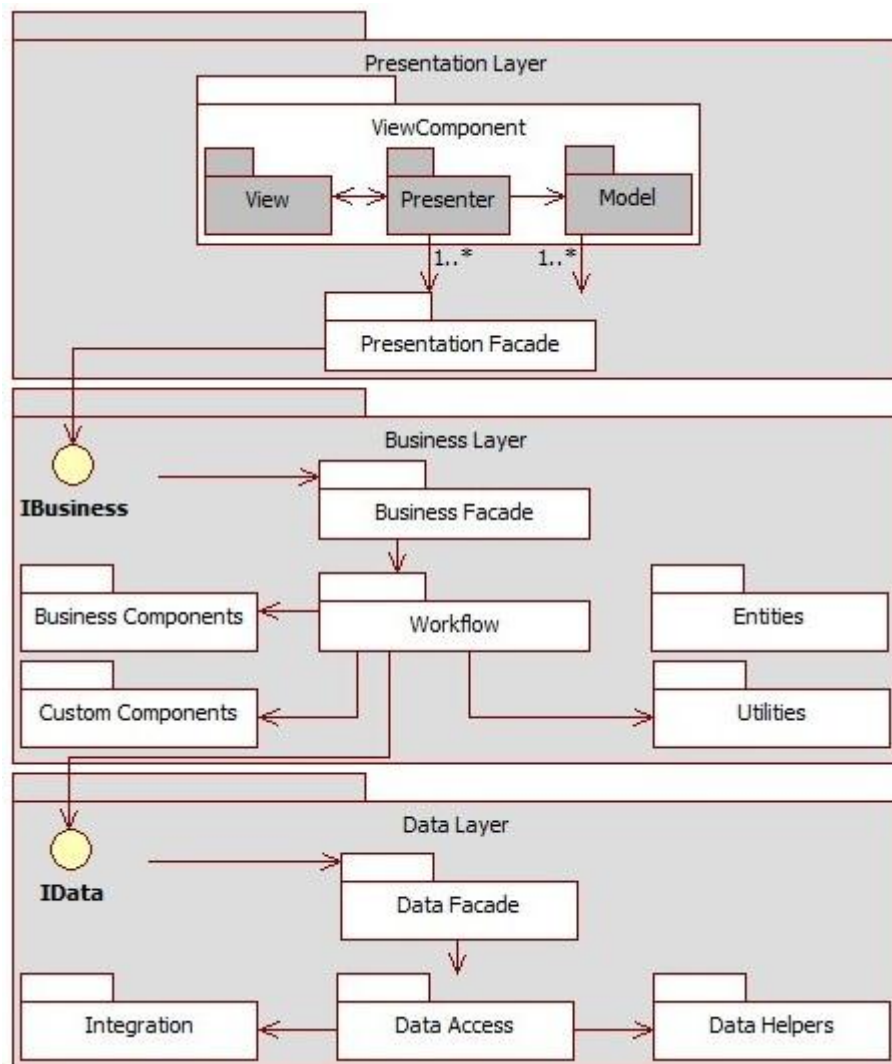 Presentation Layer
ViewComponent
View
Presenter
Model
1..*
1..*
Presentation Facade
Business Layer
IBusiness
Business Facade
Business Components
Workflow
Entities
Custom Components
Utilities
Data Layer
IData
Data Facade
Integration
Data Access
Data Helpers